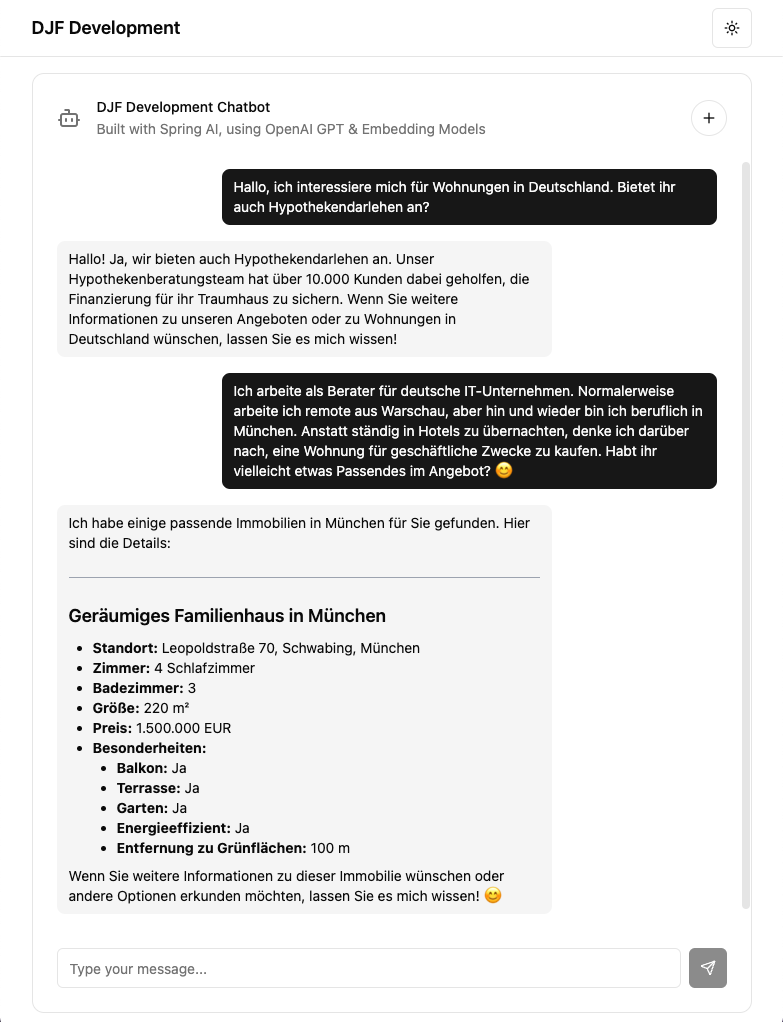 DJF Development
DJF Development Chatbot
Built with Spring AI, using OpenAI GPT & Embedding Models
Hallo, ich interessiere mich für Wohnungen in Deutschland. Bietet ihr
auch Hypothekendarlehen an?
Hallo! Ja, wir bieten auch Hypothekendarlehen an. Unser
Hypothekenberatungsteam hat über 10.000 Kunden dabei geholfen, die
Finanzierung für ihr Traumhaus zu sichern. Wenn Sie weitere
Informationen zu unseren Angeboten oder zu Wohnungen in
Deutschland wünschen, lassen Sie es mich wissen!
Ich arbeite als Berater für deutsche IT-Unternehmen. Normalerweise
arbeite ich remote aus Warschau, aber hin und wieder bin ich beruflich in
München. Anstatt ständig in Hotels zu übernachten, denke ich darüber
nach, eine Wohnung für geschäftliche Zwecke zu kaufen. Habt ihr
vielleicht etwas Passendes im Angebot? 😊
Ich habe einige passende Immobilien in München für Sie gefunden. Hier
sind die Details:
Geräumiges Familienhaus in München
• Standort: Leopoldstraße 70, Schwabing, München
• Zimmer: 4 Schlafzimmer
• Badezimmer: 3
• Größe: 220 m²
• Preis: 1.500.000 EUR
• Besonderheiten:
• Balkon: Ja
• Terrasse: Ja
• Garten: Ja
• Energieeffizient: Ja
• Entfernung zu Grünflächen: 100 m
Wenn Sie weitere Informationen zu dieser Immobilie wünschen oder
andere Optionen erkunden möchten, lassen Sie es mich wissen! 😊
Type your message...